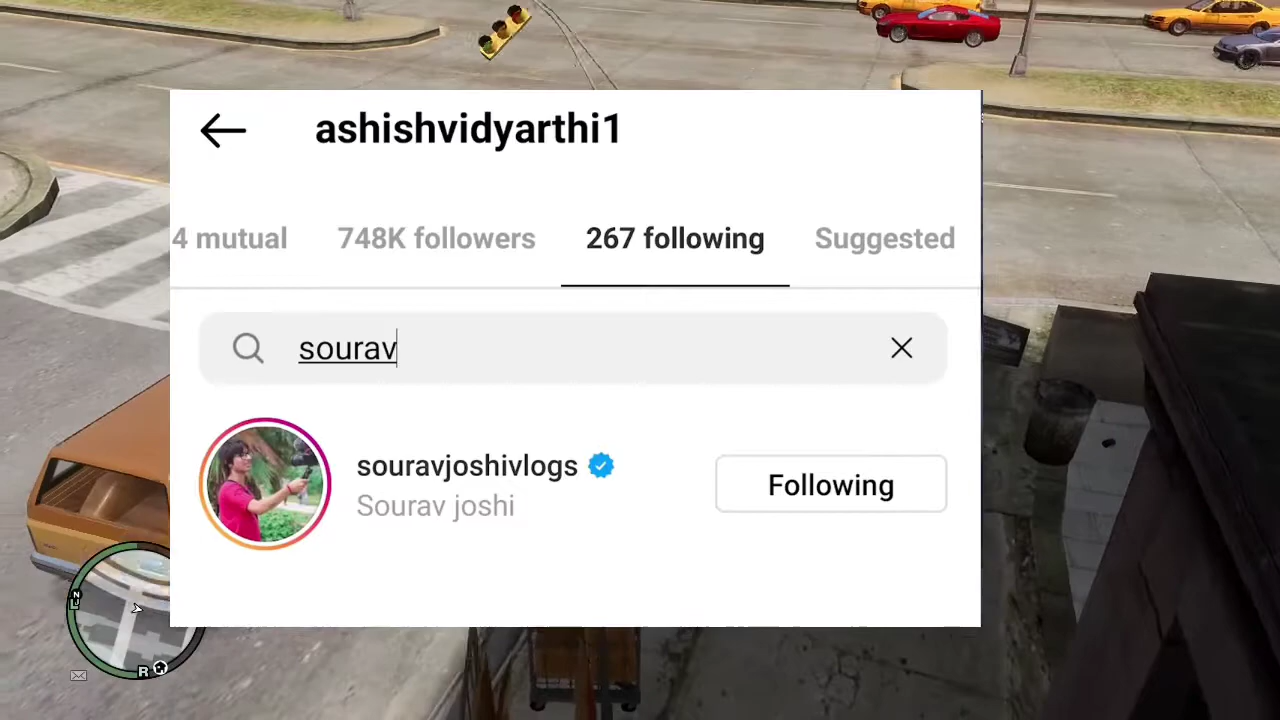 ashishvidyarthi1
4 mutual 748K followers 267 following Suggested
sourav
souravjoshivlogs
Sourav joshi
Following
N
L
R